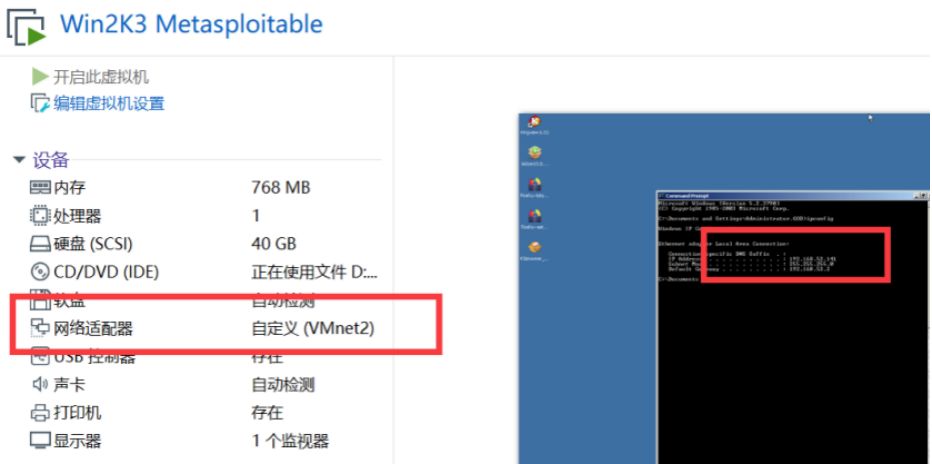 Win2K3 Metasploitable
开启此虚拟机
编辑虚拟机设置
设备
内存 768 MB
处理器 1
硬盘 (SCSI) 40 GB
CD/DVD (IDE) 正在使用文件 D:...
软盘 自动检测
网络适配器 自定义 (VMnet2)
USB 控制器 存在
声卡 自动检测
打印机 存在
显示器 1 个监视器
Command Prompt
Microsoft Windows [Version 5.2.3790]
(C) Copyright 1985-2003 Microsoft Corp.
C:\Documents and Settings\Administrator.GOD>ipconfig
Windows IP
Ethernet adapter Local Area Connection:
DNS Suffix . :
IP Address . . . . . . . . . . . . : 192.168.52.141
Subnet Mask . . . . . . . . . . . : 255.255.255.0
Default Gateway . . . . . . . . . : 192.168.52.2
C:\Documents